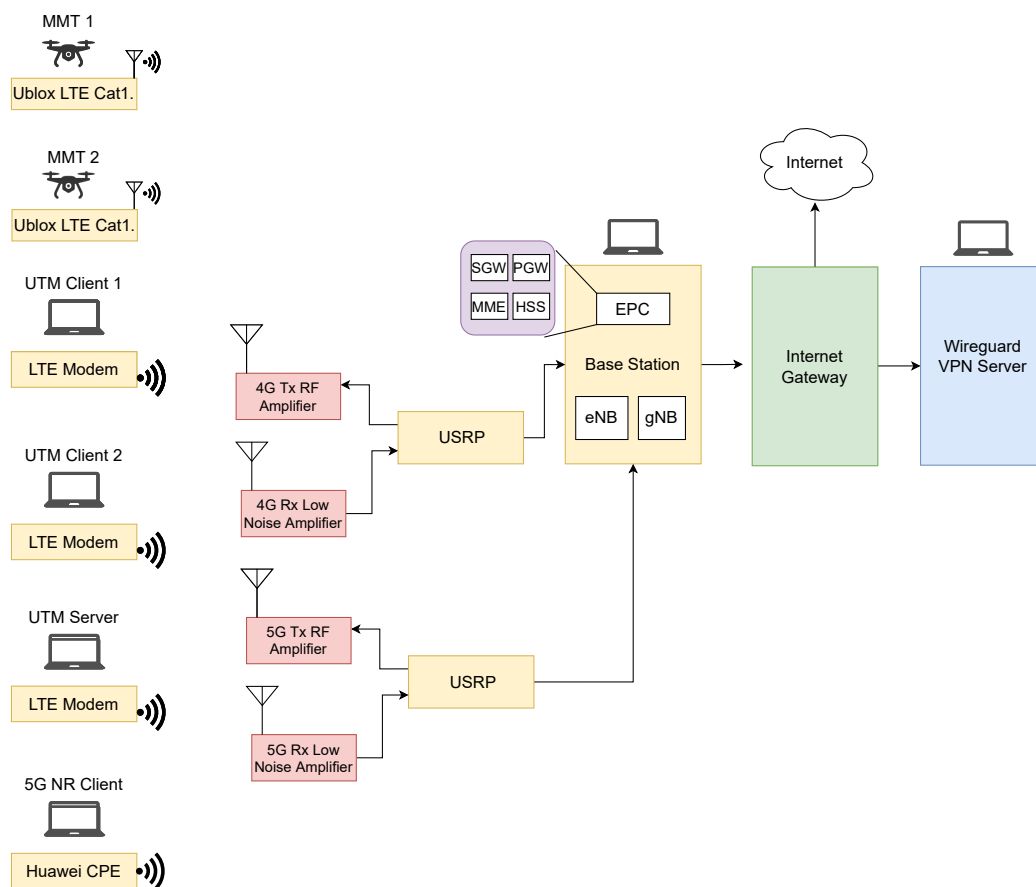 MMT 1
Ublox LTE Cat1.
MMT 2
Ublox LTE Cat1.
UTM Client 1
LTE Modem
UTM Client 2
LTE Modem
UTM Server
LTE Modem
5G NR Client
Huawei CPE
4G Tx RF
Amplifier
4G Rx Low
Noise Amplifier
5G Tx RF
Amplifier
5G Rx Low
Noise Amplifier
USRP
USRP
SGW
PGW
MME
HSS
EPC
Base Station
eNB
gNB
Internet
Internet
Gateway
Wireguard
VPN Server